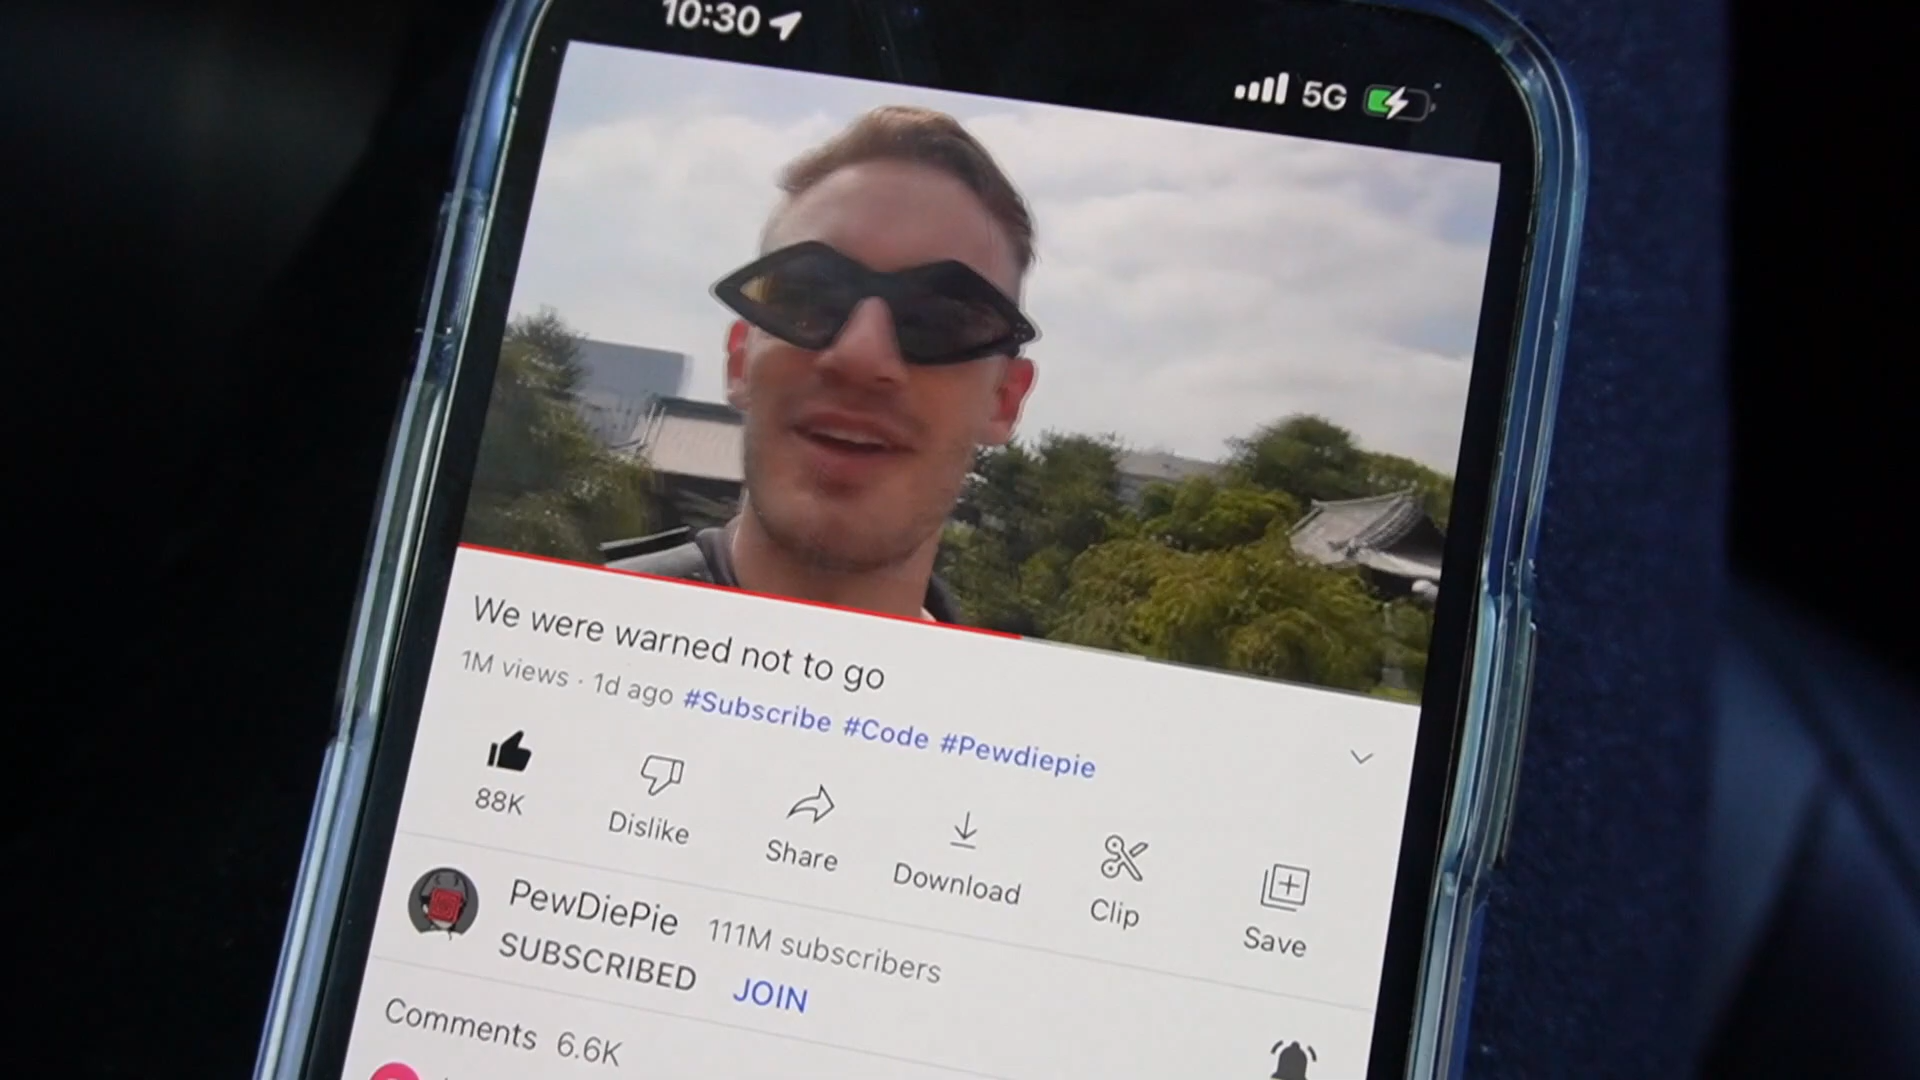 10:30
5G
We were warned not to go
1M views · 1d ago #Subscribe #Code #Pewdiepie
88K
Dislike
Share
Download
Clip
Save
PewDiePie 111M subscribers
SUBSCRIBED JOIN
Comments 6.6K